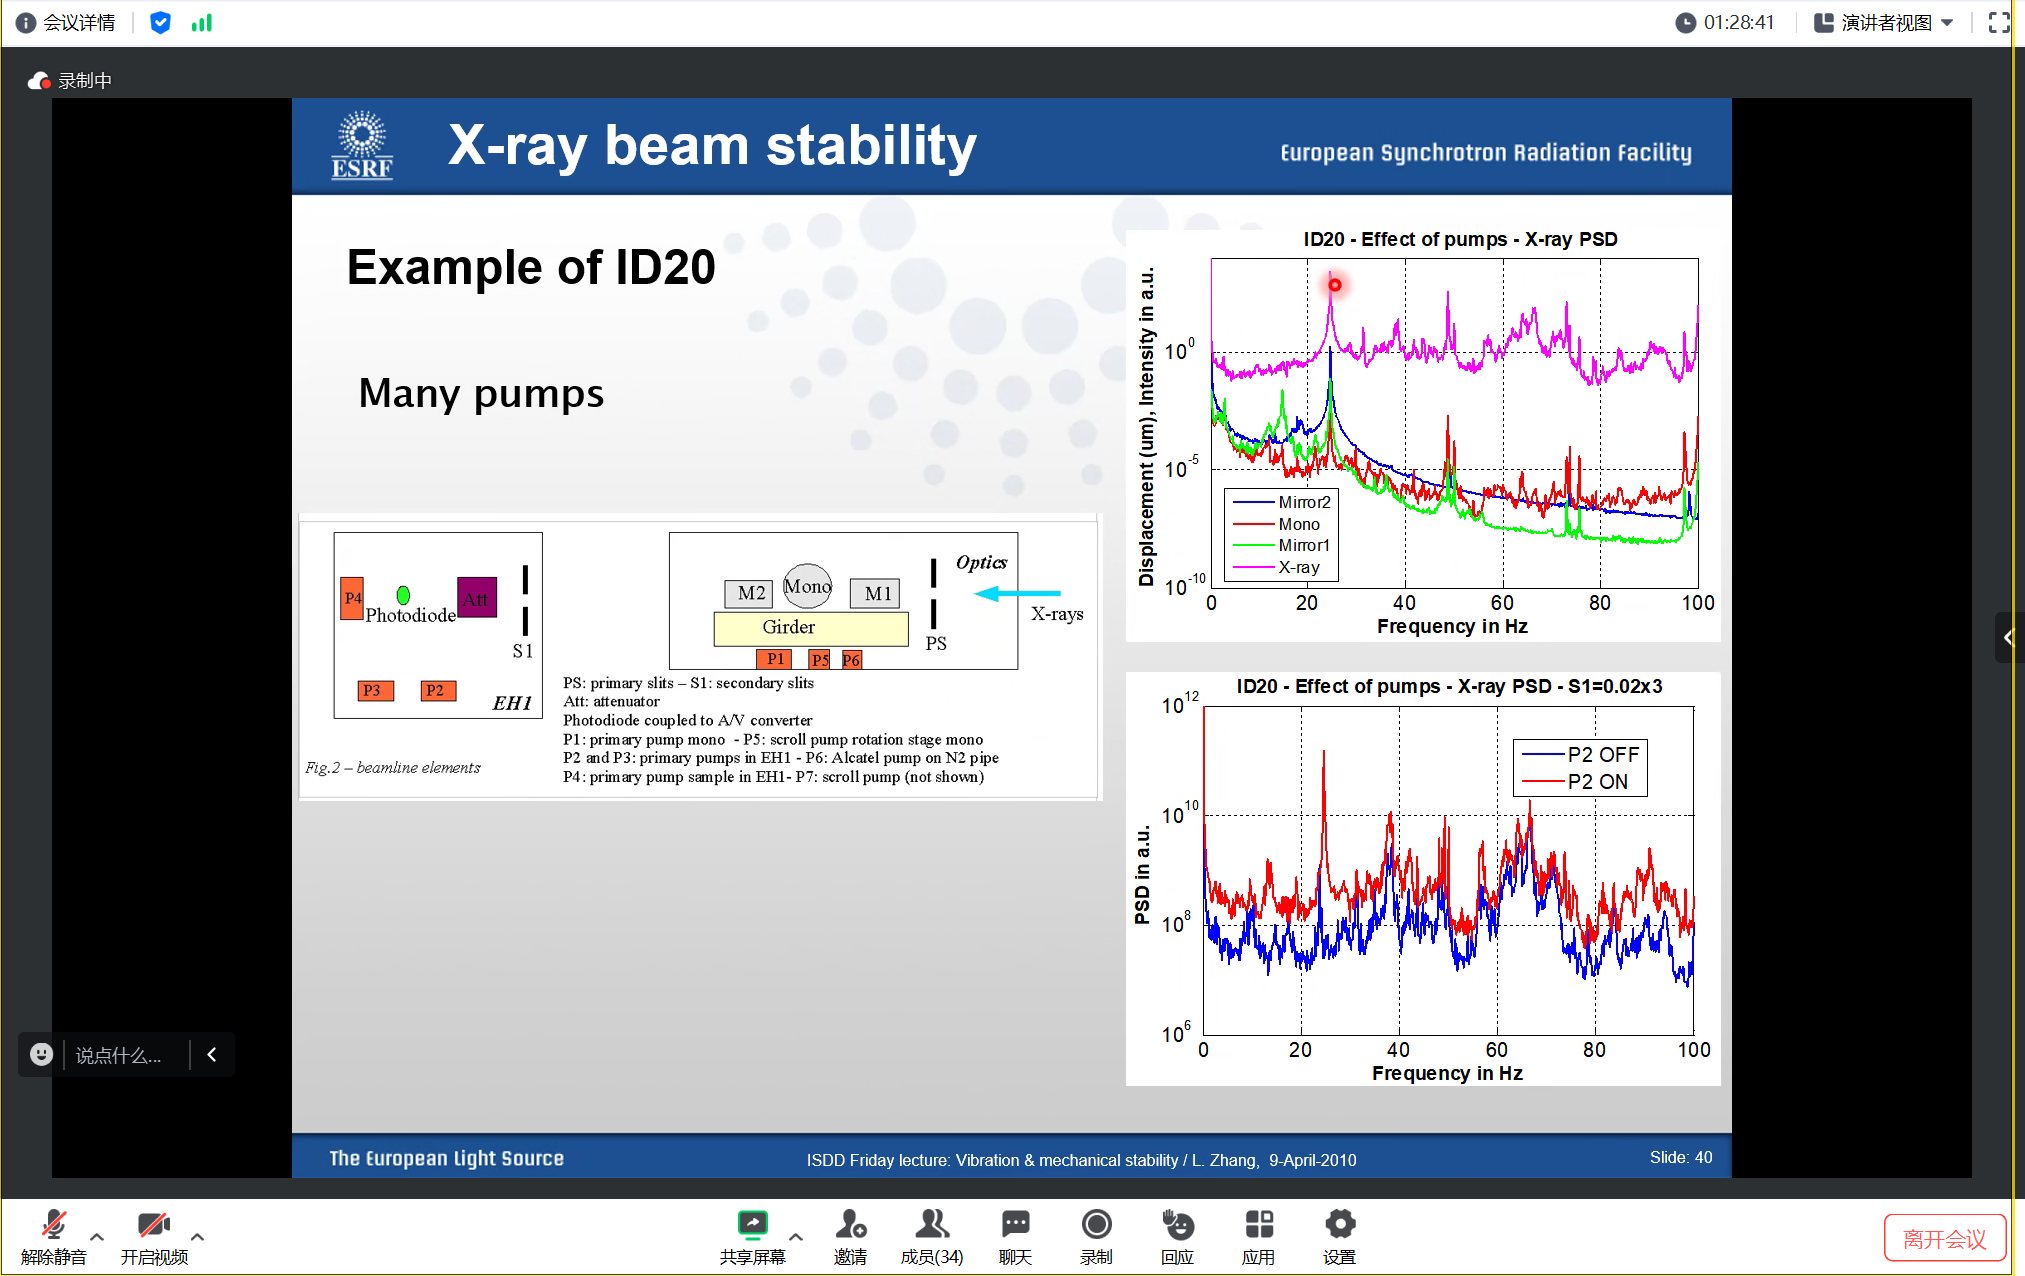 会议详情
01:28:41
演讲者视图
录制中
ESRF
X-ray beam stability
European Synchrotron Radiation Facility
Example of ID20
Many pumps
P4
Photodiode
Att
S1
P3
P2
EH1
Fig.2 – beamline elements
M2
Mono
M1
Optics
Girder
X-rays
PS
P1
P5
P6
PS: primary slits – S1: secondary slits
Att: attenuator
Photodiode coupled to A/V converter
P1: primary pump mono - P5: scroll pump rotation stage mono
P2 and P3: primary pumps in EH1 - P6: Alcatel pump on N2 pipe
P4: primary pump sample in EH1- P7: scroll pump (not shown)
ID20 - Effect of pumps - X-ray PSD
Displacement (um), Intensity in a.u.
10^0
10^-5
10^-10
Mirror2
Mono
Mirror1
X-ray
0 20 40 60 80 100
Frequency in Hz
ID20 - Effect of pumps - X-ray PSD - S1=0.02x3
PSD in a.u.
10^12
10^10
10^8
10^6
P2 OFF
P2 ON
0 20 40 60 80 100
Frequency in Hz
说点什么...
The European Light Source
ISDD Friday lecture: Vibration & mechanical stability / L. Zhang, 9-April-2010
Slide: 40
解除静音
开启视频
共享屏幕
邀请
成员(34)
聊天
录制
回应
应用
设置
离开会议